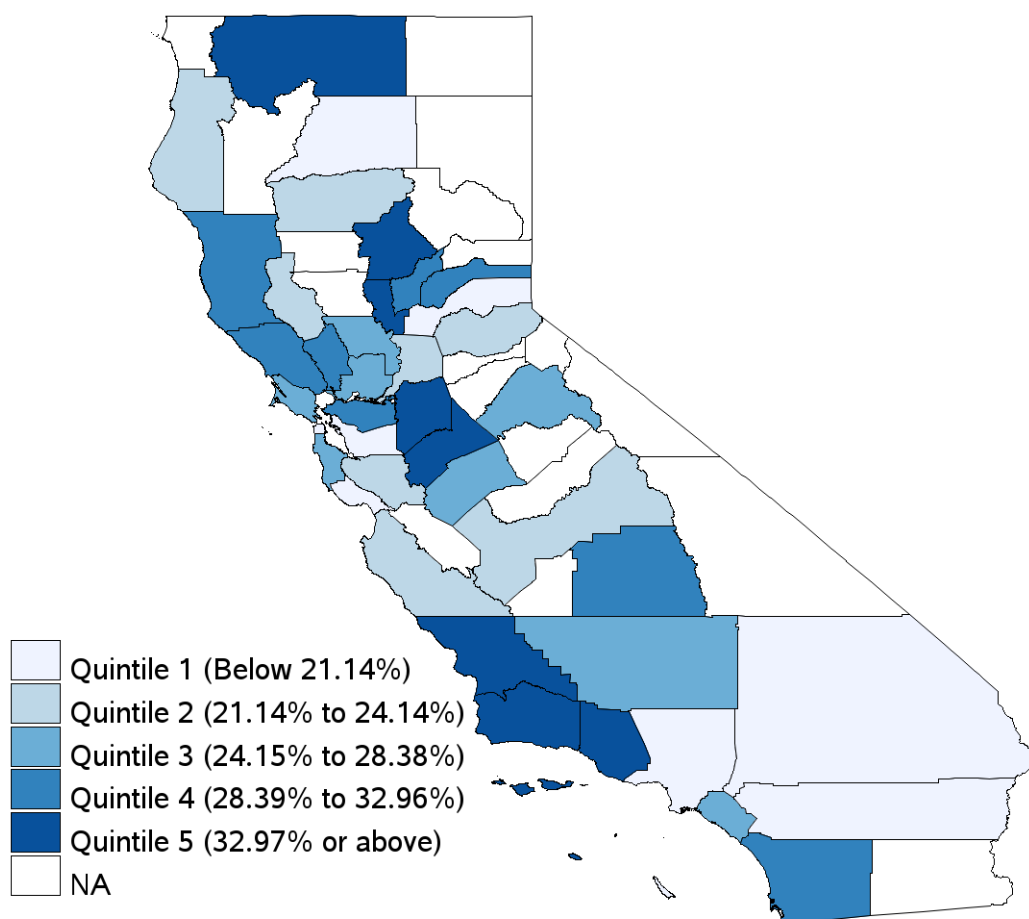 Quintile 1 (Below 21.14%)
Quintile 2 (21.14% to 24.14%)
Quintile 3 (24.15% to 28.38%)
Quintile 4 (28.39% to 32.96%)
Quintile 5 (32.97% or above)
NA